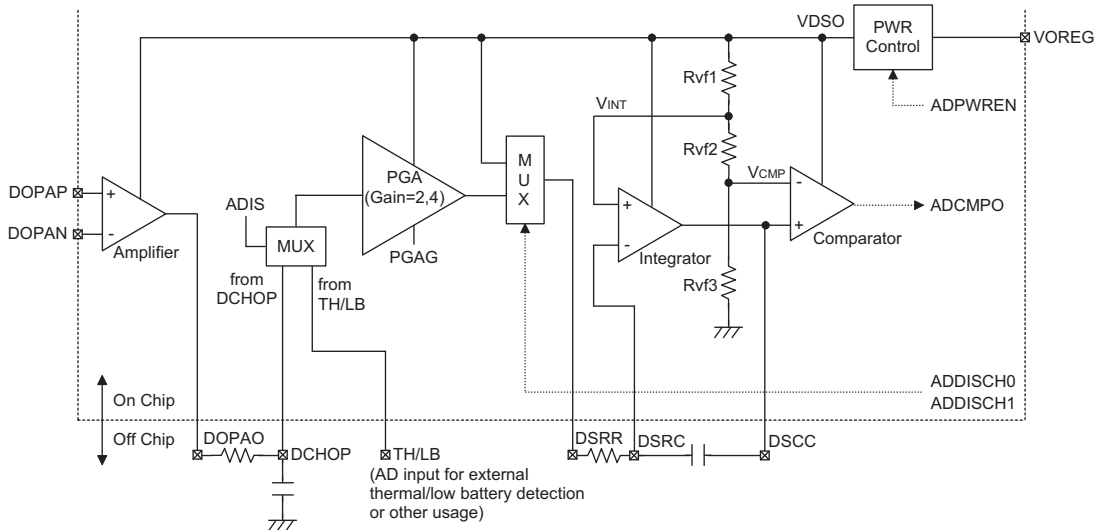 VDSO
PWR
Control
VOREG
ADPWREN
Rvf1
VINT
Rvf2
VCMP
M
U
X
PGA
(Gain=2,4)
PGAG
DOPAP
DOPAN
+
-
Amplifier
ADIS
MUX
from
DCHOP
from
TH/LB
+
-
Integrator
-
+
Comparator
ADCMPO
Rvf3
ADDISCH0
ADDISCH1
On Chip
Off Chip
DOPAO
DCHOP
TH/LB
(AD input for external
thermal/low battery detection
or other usage)
DSRR
DSRC
DSCC